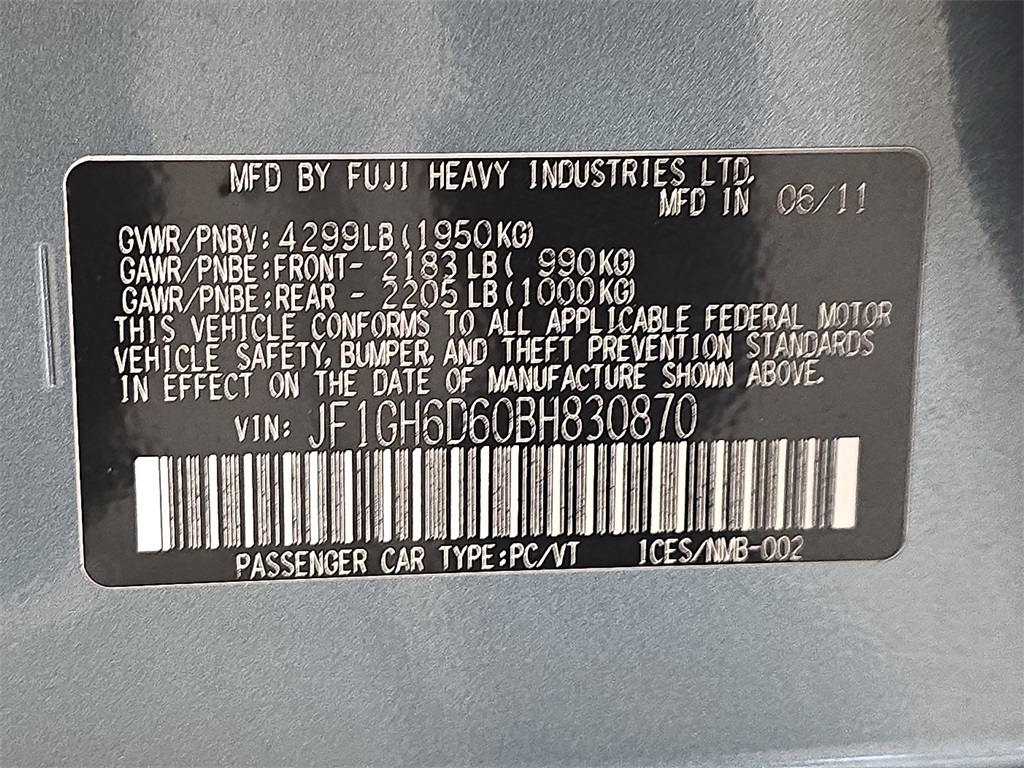 MFD BY FUJI HEAVY INDUSTRIES LTD.
MFD IN 06/11
GVWR/PNBV: 4299LB(1950KG)
GAWR/PNBE:FRONT- 2183LB( 990KG)
GAWR/PNBE:REAR - 2205LB(1000KG)
THIS VEHICLE CONFORMS TO ALL APPLICABLE FEDERAL MOTOR
VEHICLE SAFETY, BUMPER, AND THEFT PREVENTION STANDARDS
IN EFFECT ON THE DATE OF MANUFACTURE SHOWN ABOVE.
VIN: JF1GH6D60BH830870
PASSENGER CAR TYPE:PC/VT ICES/NMB-002